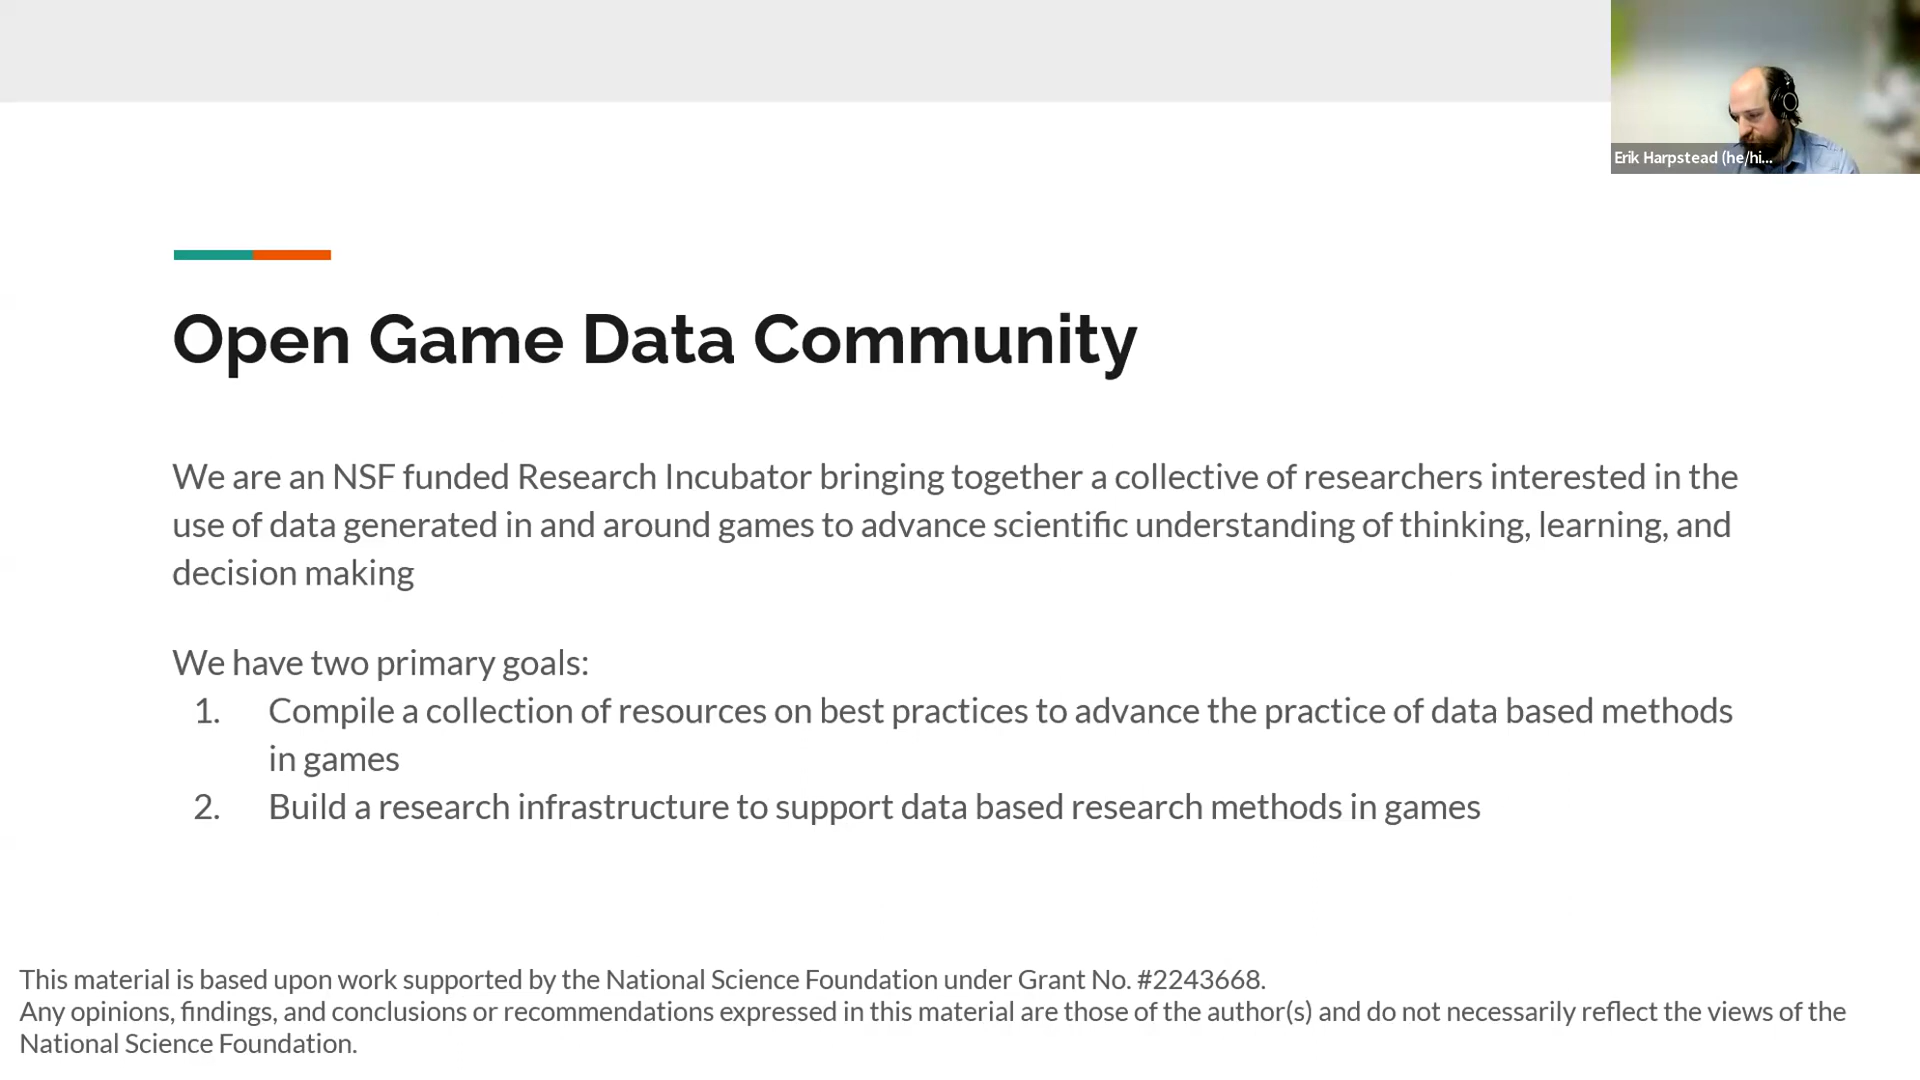 Erik Harpstead (he/hi...
Open Game Data Community
We are an NSF funded Research Incubator bringing together a collective of researchers interested in the
use of data generated in and around games to advance scientific understanding of thinking, learning, and
decision making
We have two primary goals:
1. Compile a collection of resources on best practices to advance the practice of data based methods
in games
2. Build a research infrastructure to support data based research methods in games
This material is based upon work supported by the National Science Foundation under Grant No. #2243668.
Any opinions, findings, and conclusions or recommendations expressed in this material are those of the author(s) and do not necessarily reflect the views of the
National Science Foundation.